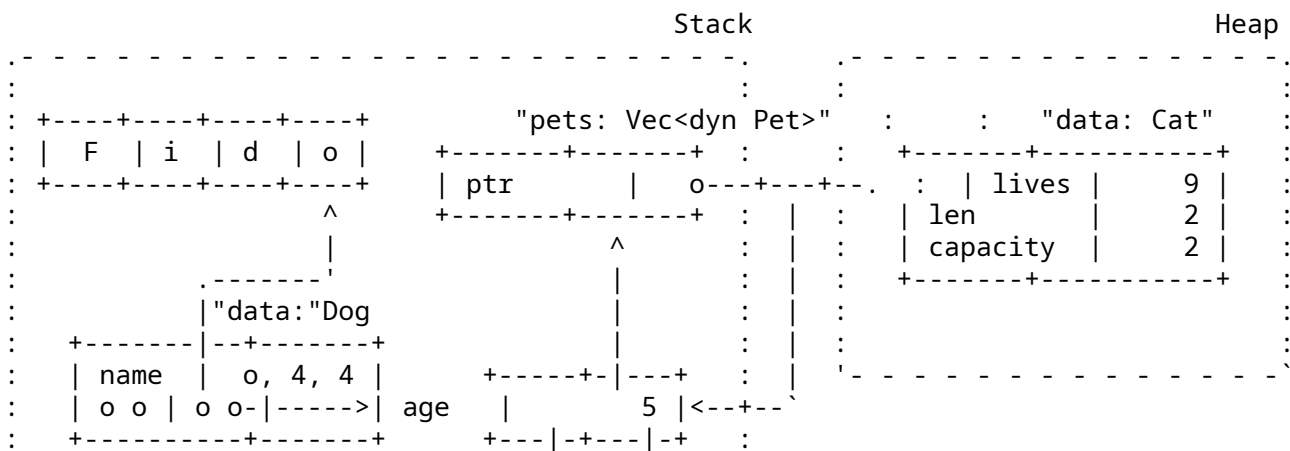 Stack Heap
.- - - - - - - - - - - - - - - - - - - - - - -. .- - - - - - - - - - - - - -.
: : : :
: +----+----+----+----+ "pets: Vec<dyn Pet>" : : "data: Cat" :
: | F | i | d | o | +-------+-------+ : : +-------+-----------+ :
: +----+----+----+----+ | ptr | o---+---+--. : | lives | 9 | :
: ^ +-------+-------+ : | : | len | 2 | :
: | ^ : | : | capacity | 2 | :
: .-------' | : | : +-------+-----------+ :
: |"data:"Dog | : | : :
: +-------|--+-------+ | : | : :
: | name | o, 4, 4 | +-----+-|---+ : | '- - - - - - - - - - - - - -`
: | o o | o o-|----->| age | 5 |<--+--`
: +----------+-------+ +---|-+---|-+ :